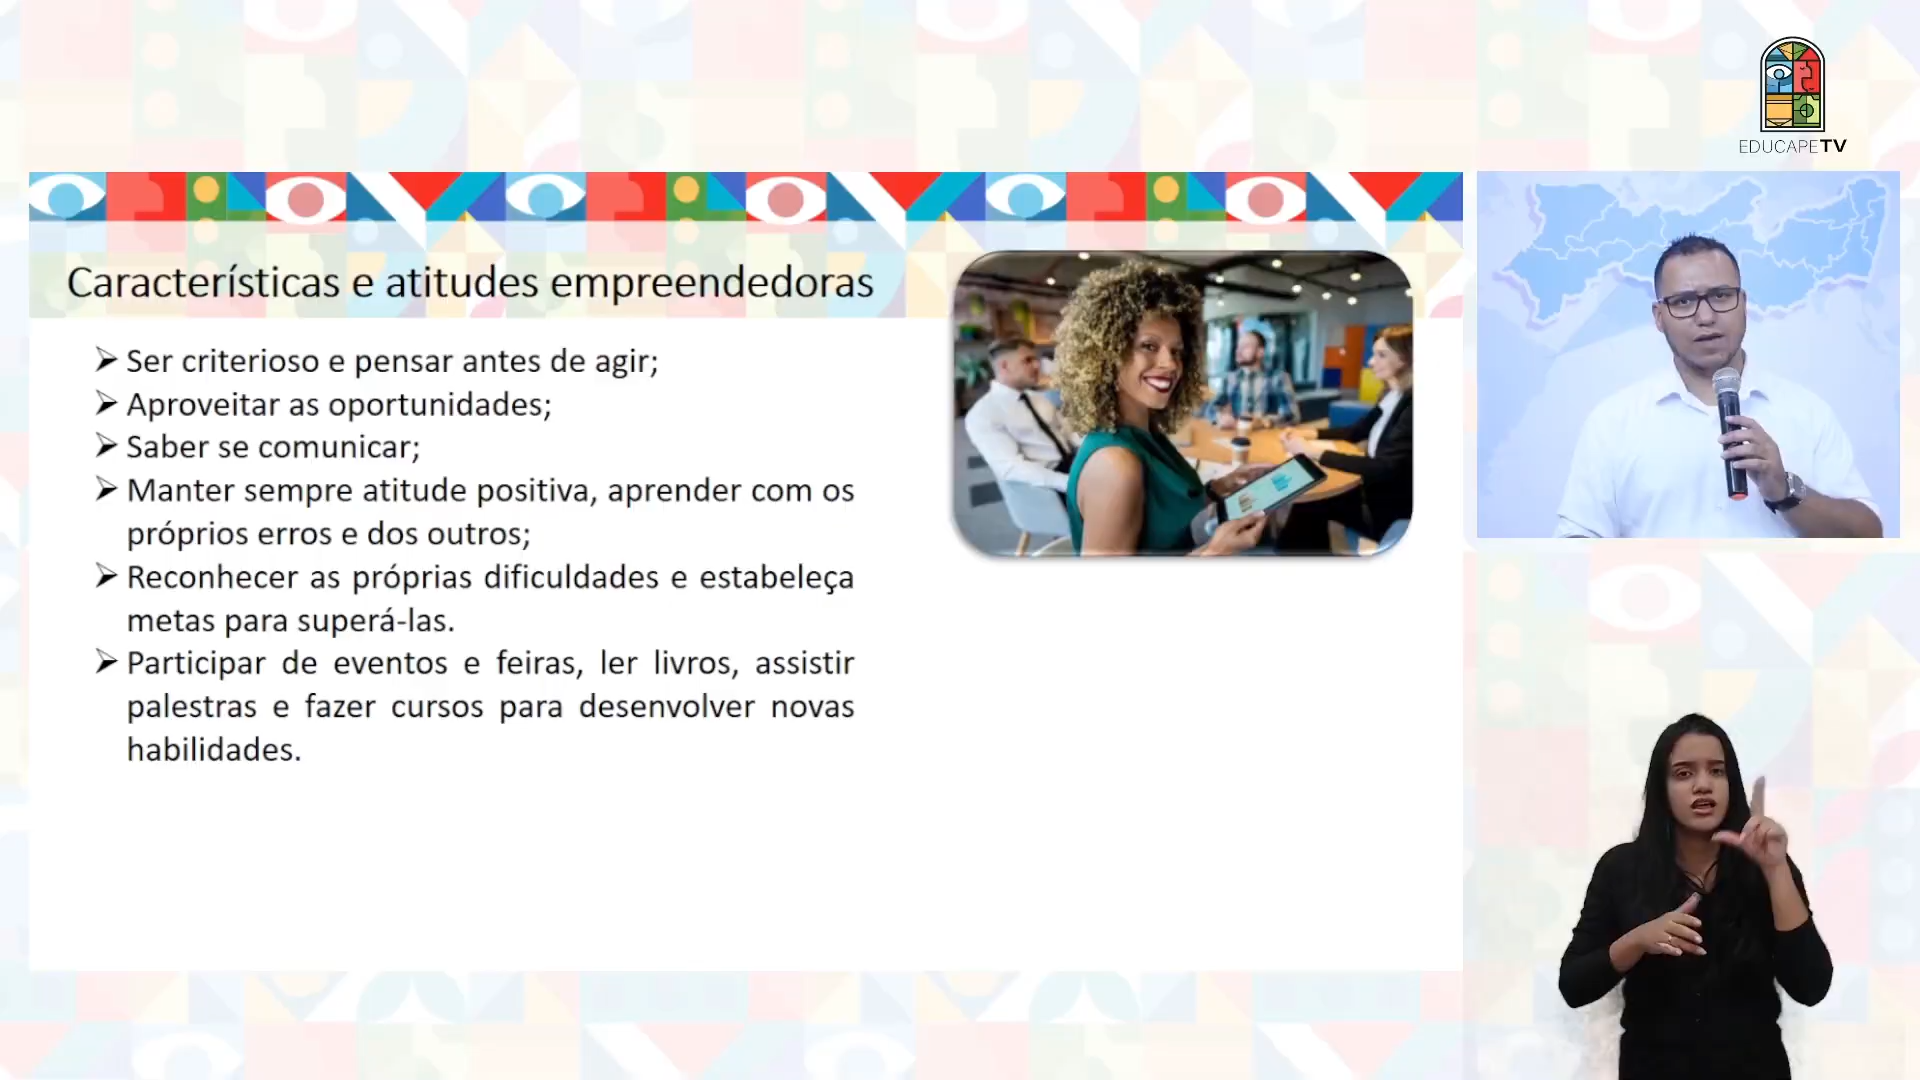 EDUCAPETV
Características e atitudes empreendedoras
➢ Ser criterioso e pensar antes de agir;
➢ Aproveitar as oportunidades;
➢ Saber se comunicar;
➢ Manter sempre atitude positiva, aprender com os
próprios erros e dos outros;
➢ Reconhecer as próprias dificuldades e estabeleça
metas para superá-las.
➢ Participar de eventos e feiras, ler livros, assistir
palestras e fazer cursos para desenvolver novas
habilidades.